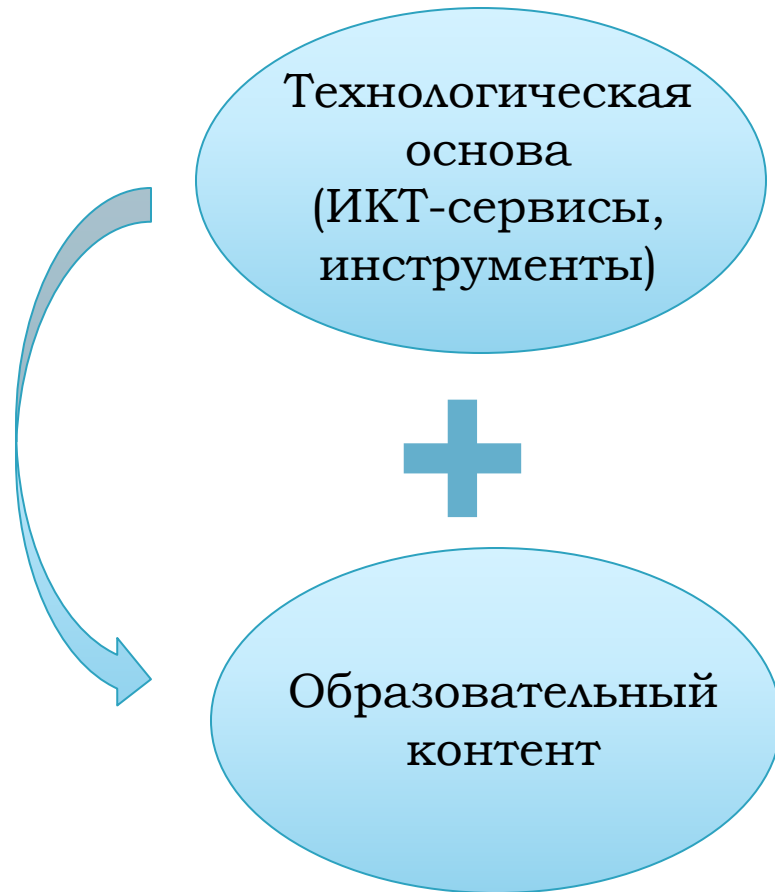 Технологическая
основа
(ИКТ-сервисы,
инструменты)
Образовательный
контент